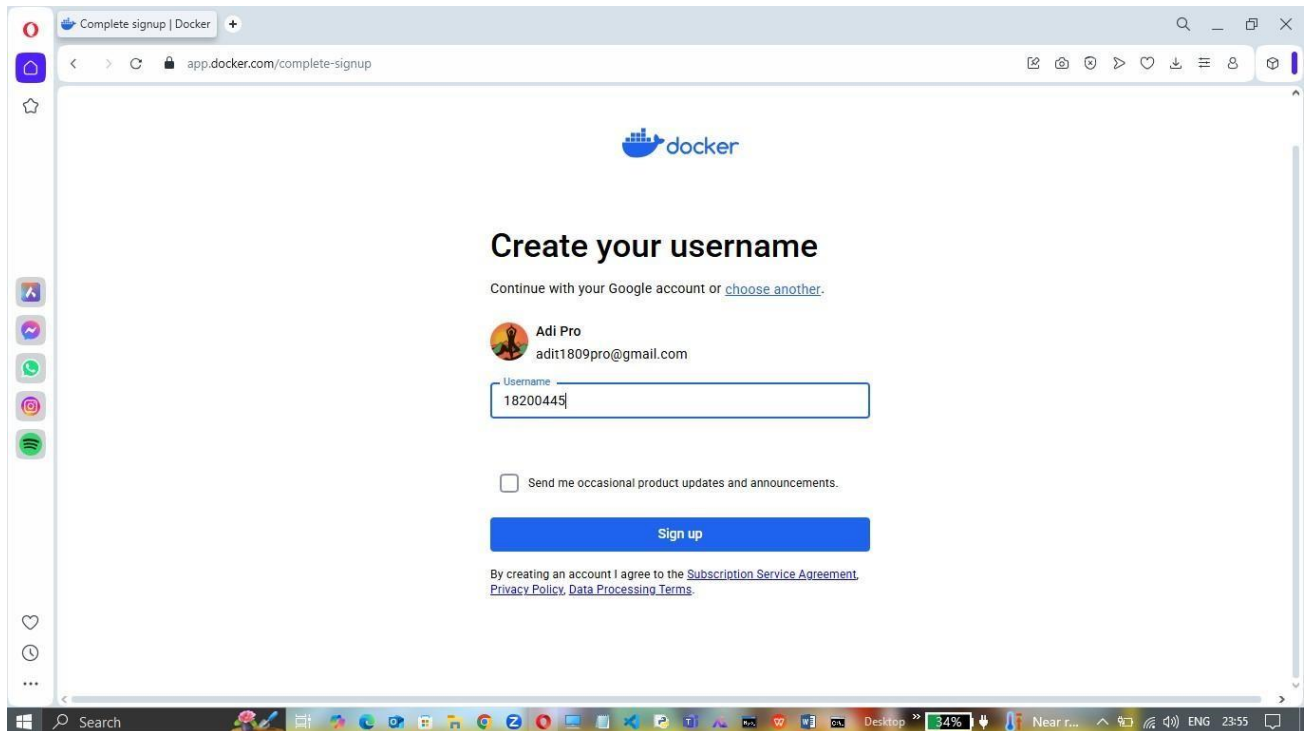 Complete signup | Docker
app.docker.com/complete-signup
docker
Create your username
Continue with your Google account or choose another.
Adi Pro
adit1809pro@gmail.com
Username
18200445
Send me occasional product updates and announcements.
Sign up
By creating an account I agree to the Subscription Service Agreement,
Privacy Policy, Data Processing Terms.
Search
Desktop
34%
Near r...
ENG
23:55